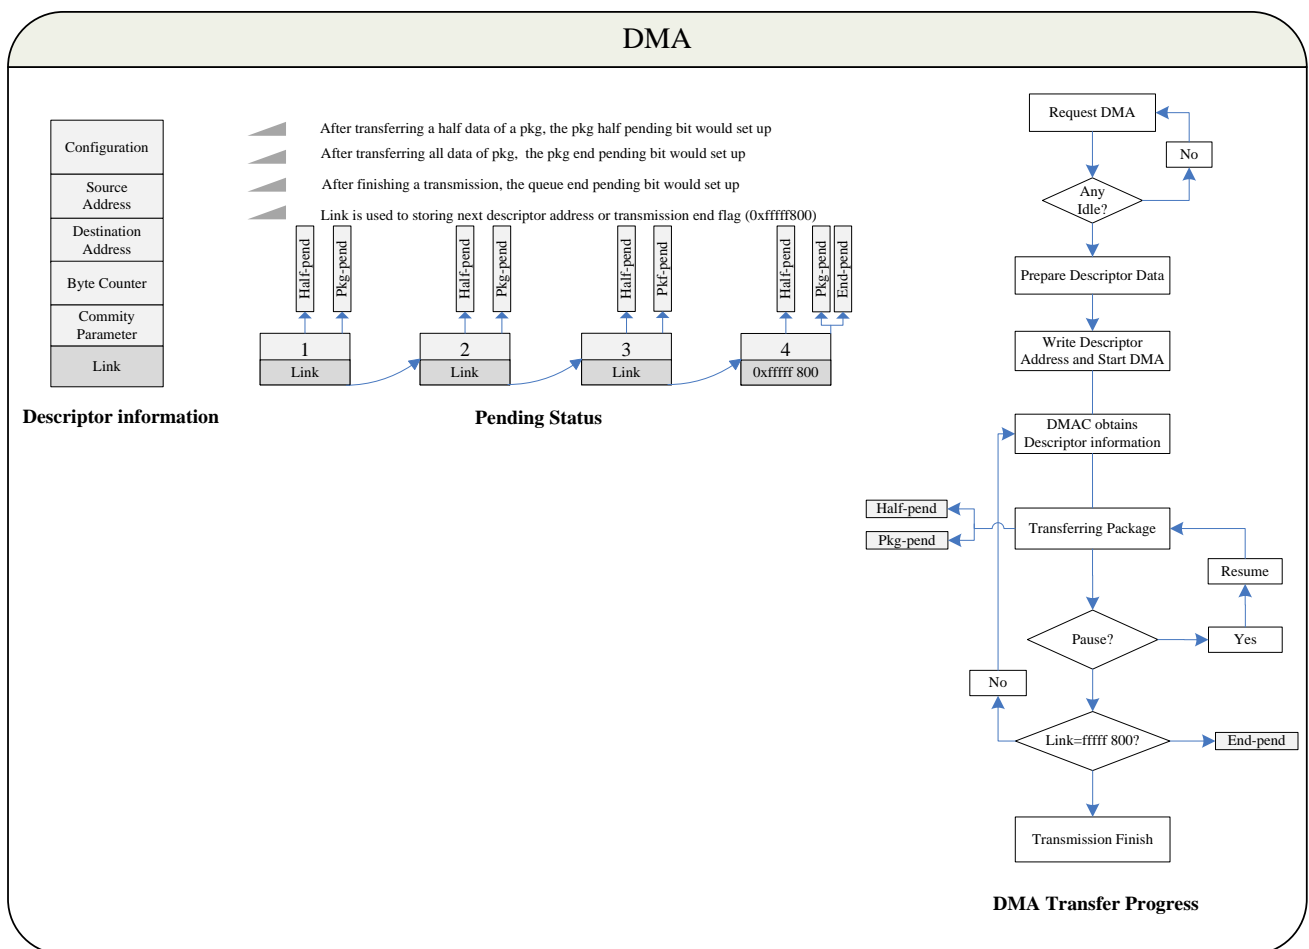 DMA
Configuration
Source
Address
Destination
Address
Byte Counter
Commity
Parameter
Link
Descriptor information
After transferring a half data of a pkg, the pkg half pending bit would set up
After transferring all data of pkg, the pkg end pending bit would set up
After finishing a transmission, the queue end pending bit would set up
Link is used to storing next descriptor address or transmission end flag (0xfffff800)
Half-pend
Pkg-pend
Half-pend
Pkg-pend
Half-pend
Pkf-pend
Half-pend
Pkg-pend
End-pend
1
Link
2
Link
3
Link
4
0xfffff 800
Pending Status
Request DMA
No
Any
Idle?
Prepare Descriptor Data
Write Descriptor
Address and Start DMA
DMAC obtains
Descriptor information
Half-pend
Pkg-pend
Transferring Package
Resume
Pause?
Yes
No
Link=fffff 800?
End-pend
Transmission Finish
DMA Transfer Progress